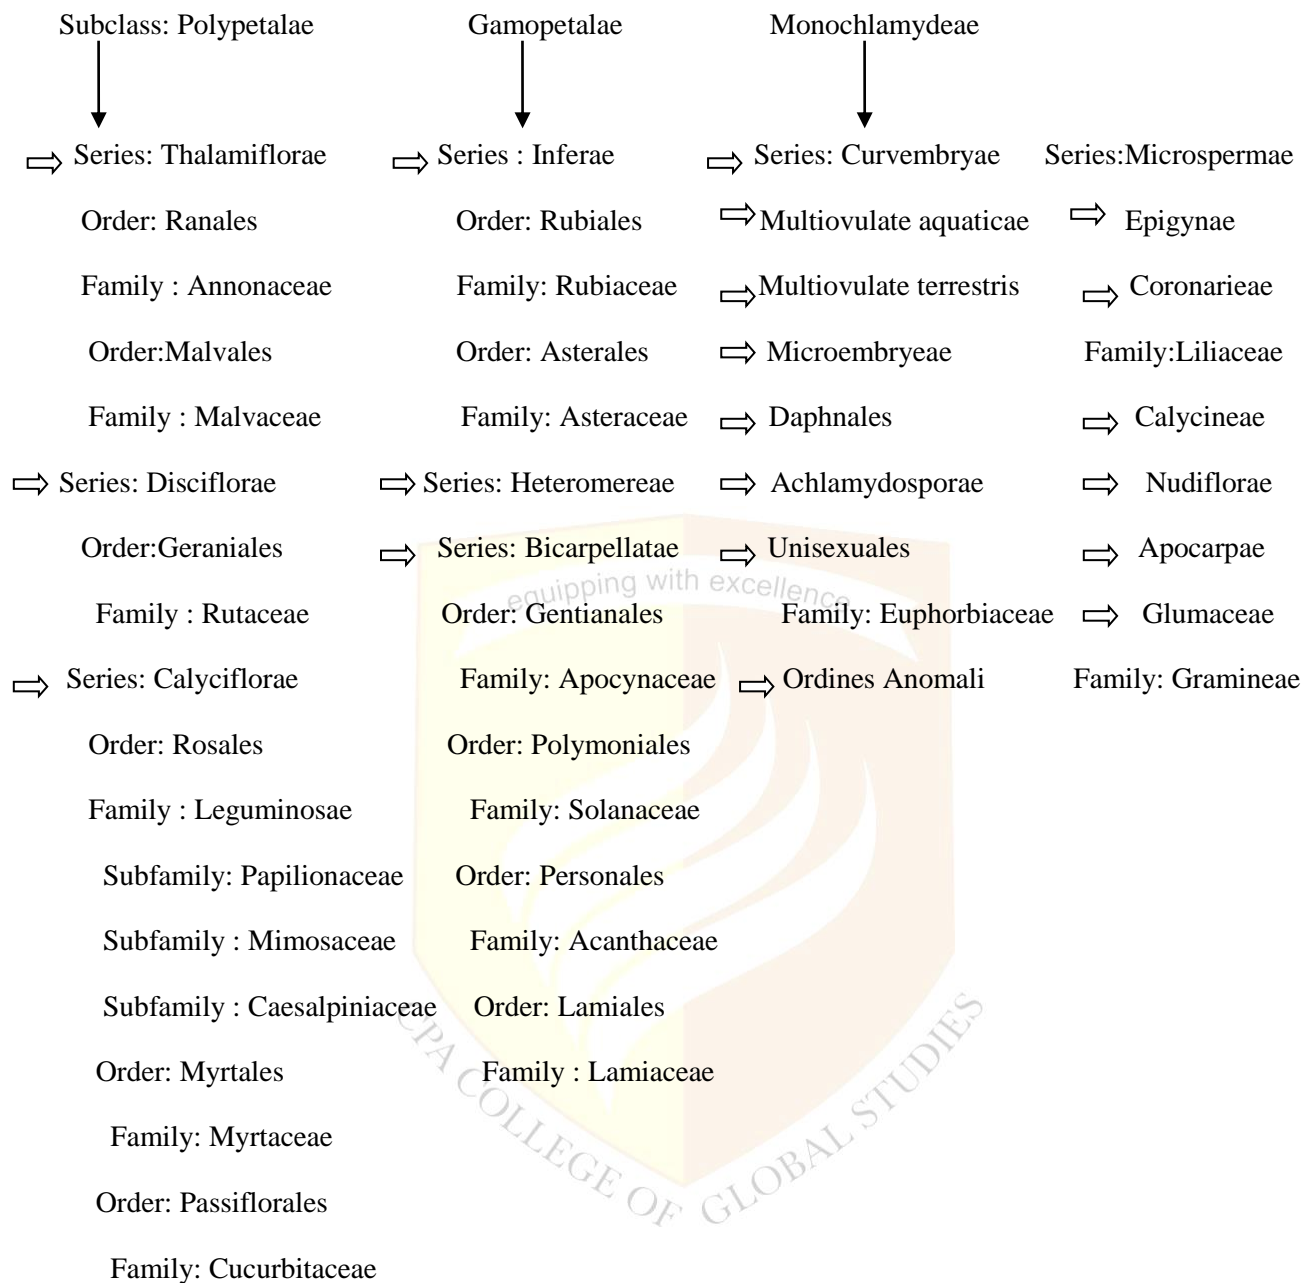 Subclass: Polypetalae Gamopetalae Monochlamydeae
Series: Thalamiflorae Series : Inferae Series: Curvembryae Series:Microspermae
Order: Ranales Order: Rubiales Multiovulate aquaticae Epigynae
Family : Annonaceae Family: Rubiaceae Multiovulate terrestris Coronarieae
Order:Malvales Order: Asterales Microembryeae Family:Liliaceae
Family : Malvaceae Family: Asteraceae Daphnales Calycineae
Series: Disciflorae Series: Heteromereae Achlamydosporae Nudiflorae
Order:Geraniales Series: Bicarpellatae Unisexuales Apocarpae
equipping with excellence
Family : Rutaceae Order: Gentianales Family: Euphorbiaceae Glumaceae
Series: Calyciflorae Family: Apocynaceae Ordines Anomali Family: Gramineae
Order: Rosales Order: Polymoniales
Family : Leguminosae Family: Solanaceae
Subfamily: Papilionaceae Order: Personales
Subfamily : Mimosaceae Family: Acanthaceae
Subfamily : Caesalpiniaceae Order: Lamiales
Order: Myrtales Family : Lamiaceae
Family: Myrtaceae
Order: Passiflorales
Family: Cucurbitaceae
CPA COLLEGE OF GLOBAL STUDIES